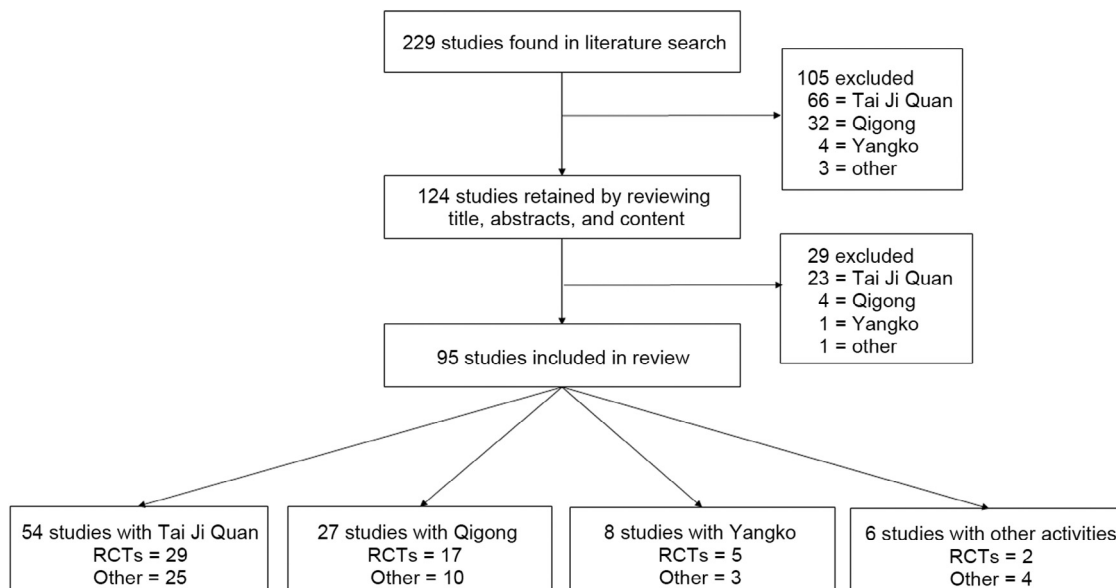 229 studies found in literature search
105 excluded
66 = Tai Ji Quan
32 = Qigong
4 = Yangko
3 = other
124 studies retained by reviewing
title, abstracts, and content
29 excluded
23 = Tai Ji Quan
4 = Qigong
1 = Yangko
1 = other
95 studies included in review
54 studies with Tai Ji Quan
RCTs = 29
Other = 25
27 studies with Qigong
RCTs = 17
Other = 10
8 studies with Yangko
RCTs = 5
Other = 3
6 studies with other activities
RCTs = 2
Other = 4